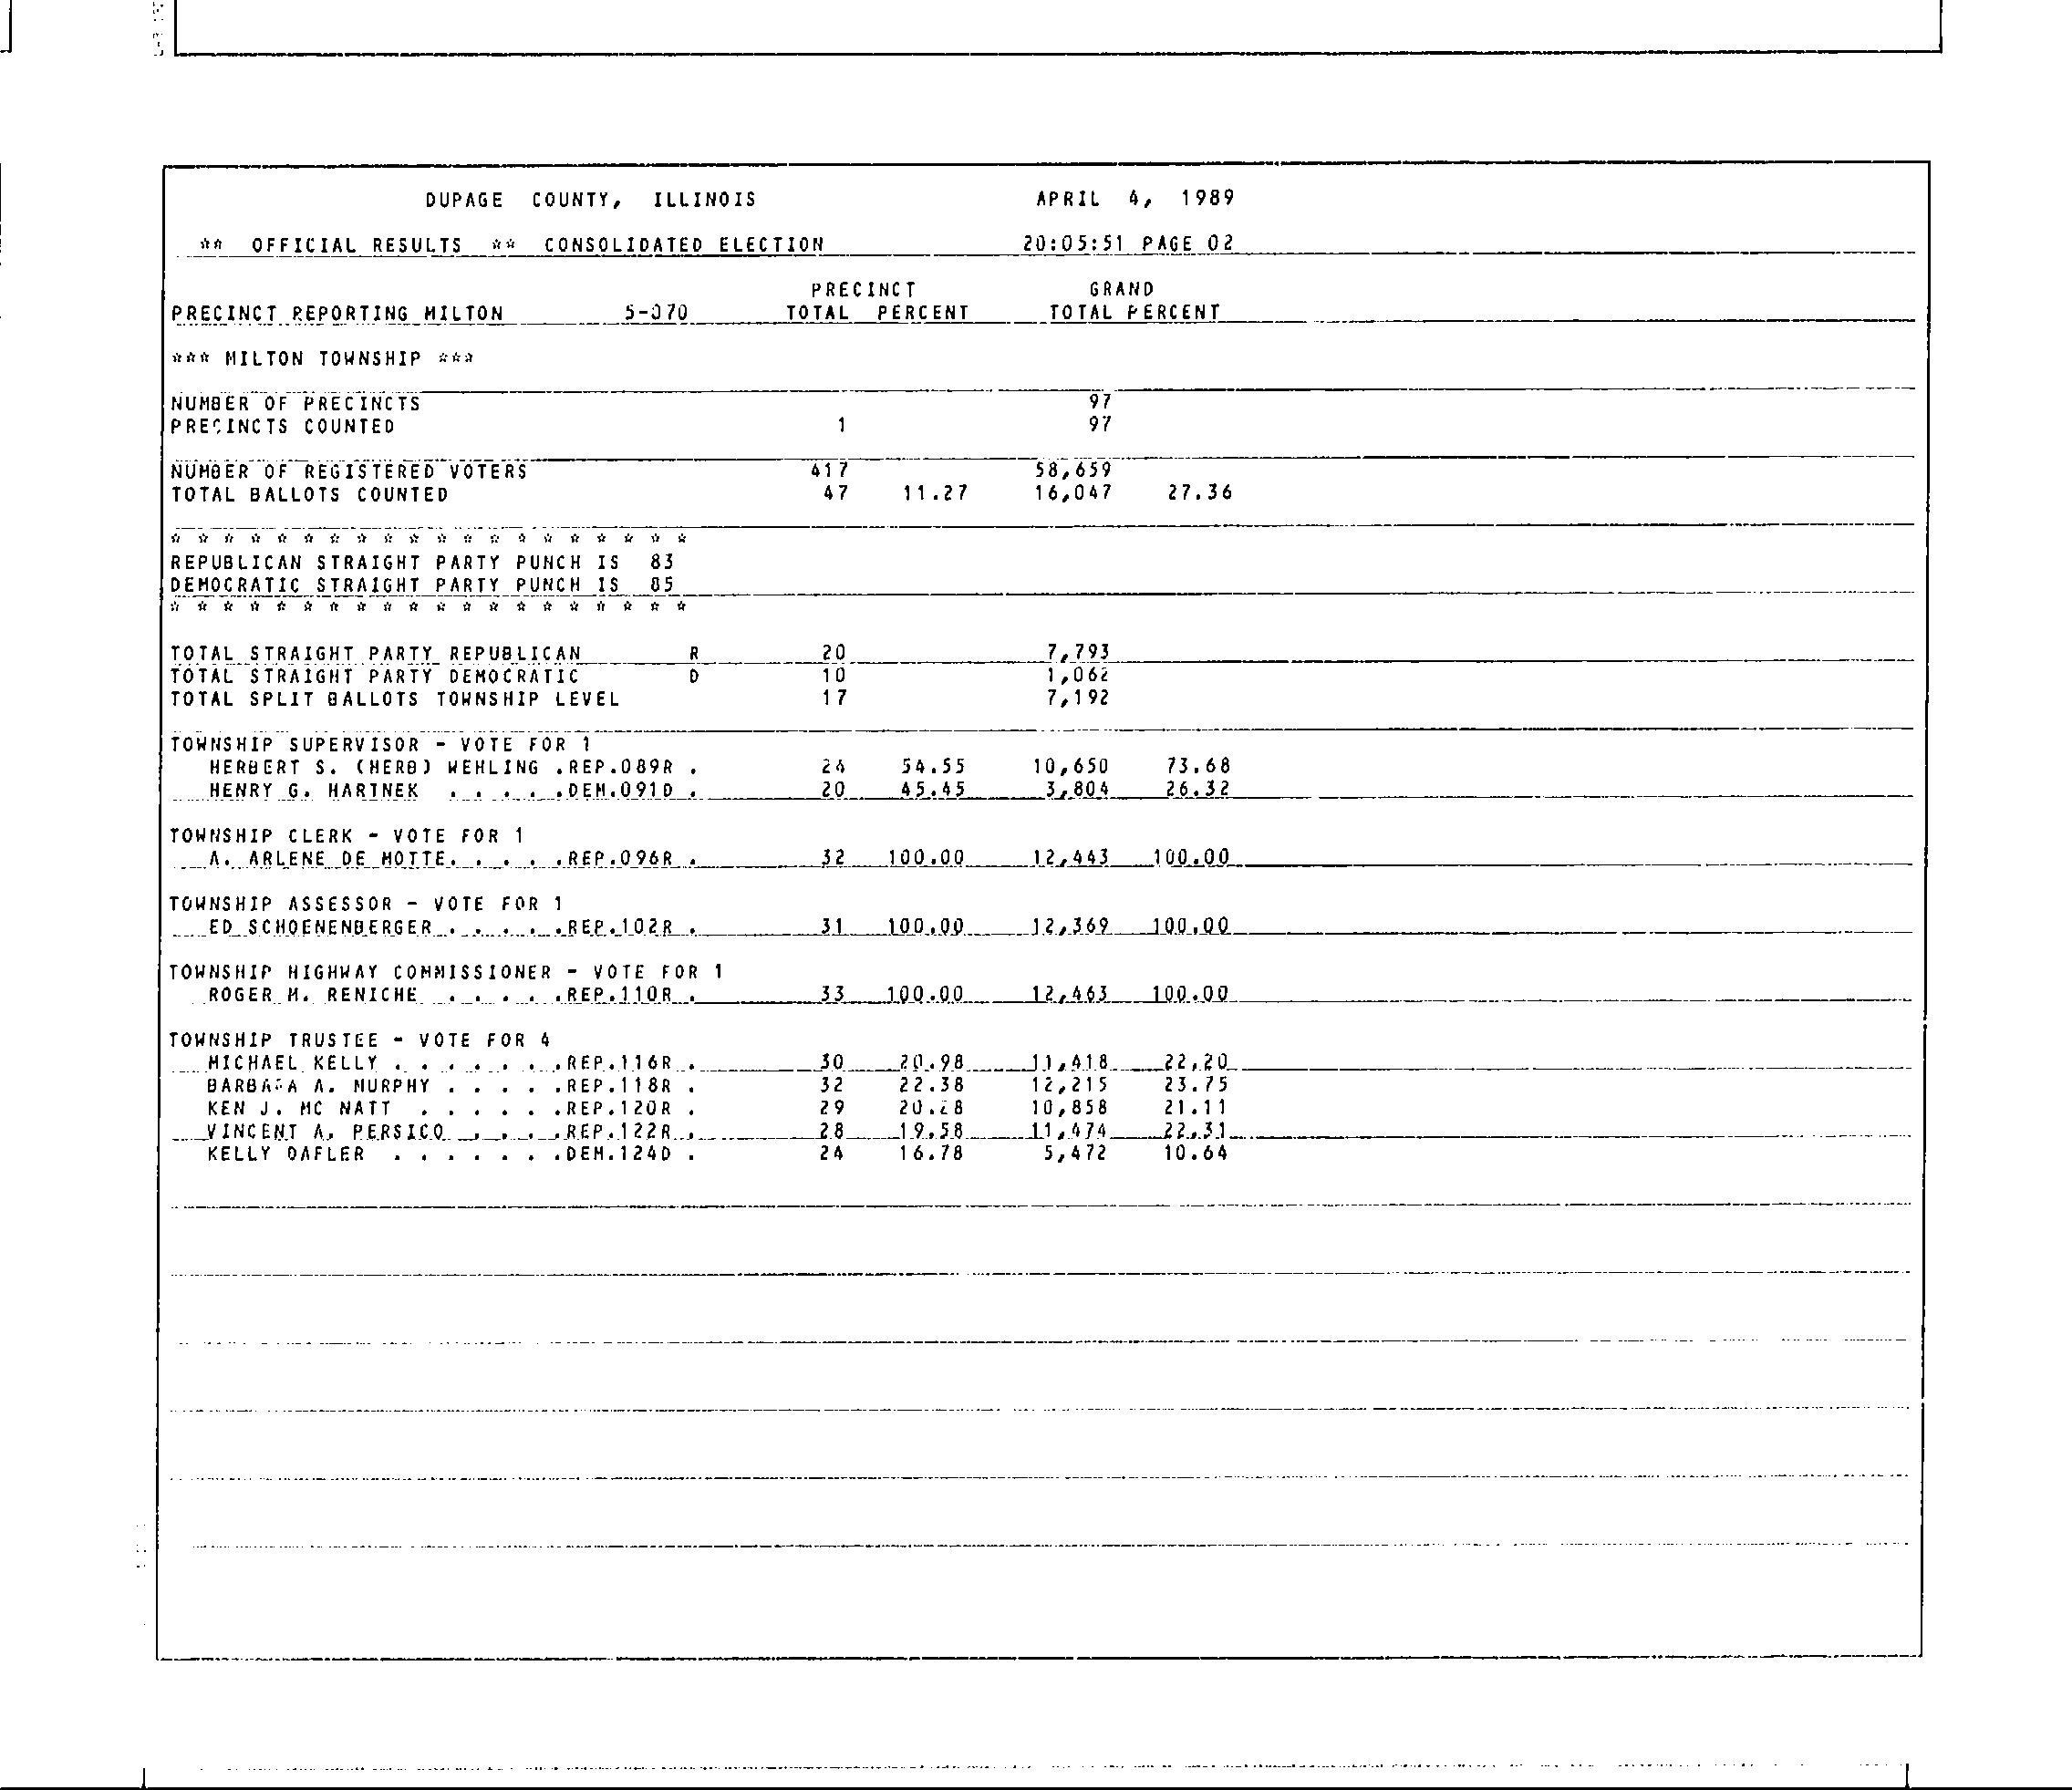 DUPAGE COUNTY, ILLINOIS APRIL 4, 1989
** OFFICIAL RESULTS ** CONSOLIDATED ELECTION 20:05:51 PAGE 02
PRECINCT GRAND
PRECINCT REPORTING MILTON 5-070 TOTAL PERCENT TOTAL PERCENT
*** MILTON TOWNSHIP ***
NUMBER OF PRECINCTS 97
PRECINCTS COUNTED 1 97
NUMBER OF REGISTERED VOTERS 417 58,659
TOTAL BALLOTS COUNTED 47 11.27 16,047 27.36
* * * * * * * * * * * * * * * * * * * *
REPUBLICAN STRAIGHT PARTY PUNCH IS 83
DEMOCRATIC STRAIGHT PARTY PUNCH IS 85
* * * * * * * * * * * * * * * * * * * *
TOTAL STRAIGHT PARTY REPUBLICAN R 20 7,793
TOTAL STRAIGHT PARTY DEMOCRATIC D 10 1,062
TOTAL SPLIT BALLOTS TOWNSHIP LEVEL 17 7,192
TOWNSHIP SUPERVISOR - VOTE FOR 1
HERBERT S. (HERB) WEHLING .REP.089R . 24 54.55 10,650 73.68
HENRY G. HARTNEK . . . . .DEM.091D . 20 45.45 3,804 26.32
TOWNSHIP CLERK - VOTE FOR 1
A. ARLENE DE MOTTE. . . . .REP.096R . 32 100.00 12,443 100.00
TOWNSHIP ASSESSOR - VOTE FOR 1
ED SCHOENENBERGER . . . . .REP.102R . 31 100.00 12,369 100.00
TOWNSHIP HIGHWAY COMMISSIONER - VOTE FOR 1
ROGER M. RENICHE . . . . .REP.110R . 33 100.00 12,463 100.00
TOWNSHIP TRUSTEE - VOTE FOR 4
MICHAEL KELLY . . . . . . .REP.116R . 30 20.98 11,418 22.20
BARBARA A. MURPHY . . . . .REP.118R . 32 22.38 12,215 23.75
KEN J. MC NATT . . . . . .REP.120R . 29 20.28 10,858 21.11
VINCENT A. PERSICO . . . .REP.122R . 28 19.58 11,474 22.31
KELLY DAFLER . . . . . . .DEM.124D . 24 16.78 5,472 10.64